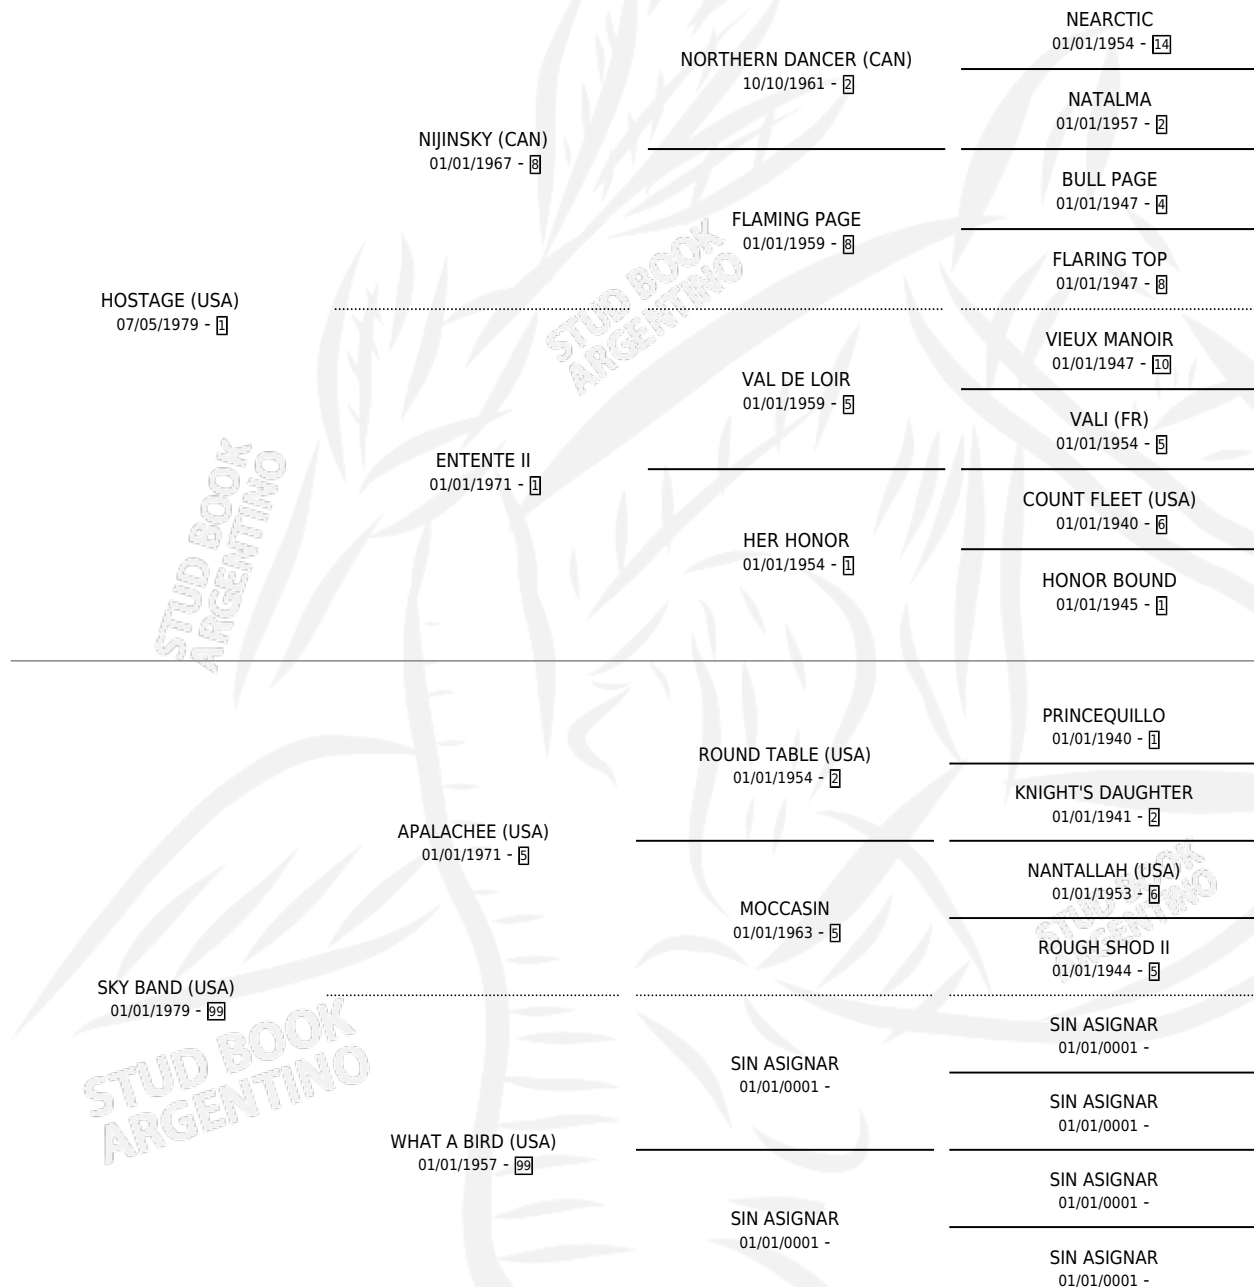 NEARCTIC
01/01/1954 - 14
NORTHERN DANCER (CAN)
10/10/1961 - 2
NATALMA
01/01/1957 - 2
NIJINSKY (CAN)
01/01/1967 - 8
BULL PAGE
01/01/1947 - 4
FLAMING PAGE
01/01/1959 - 8
FLARING TOP
01/01/1947 - 8
HOSTAGE (USA)
07/05/1979 - 1
VIEUX MANOIR
01/01/1947 - 10
VAL DE LOIR
01/01/1959 - 5
VALI (FR)
01/01/1954 - 5
ENTENTE II
01/01/1971 - 1
COUNT FLEET (USA)
01/01/1940 - 6
HER HONOR
01/01/1954 - 1
HONOR BOUND
01/01/1945 - 1
STUD BOOK
ARGENTINO
STUD BOOK
ARGENTINO
PRINCEQUILLO
01/01/1940 - 1
ROUND TABLE (USA)
01/01/1954 - 2
KNIGHT'S DAUGHTER
01/01/1941 - 2
APALACHEE (USA)
01/01/1971 - 5
NANTALLAH (USA)
01/01/1953 - 6
MOCCASIN
01/01/1963 - 5
ROUGH SHOD II
01/01/1944 - 5
STUD BOOK
ARGENTINO
SKY BAND (USA)
01/01/1979 - 99
SIN ASIGNAR
01/01/0001 -
SIN ASIGNAR
01/01/0001 -
SIN ASIGNAR
01/01/0001 -
WHAT A BIRD (USA)
01/01/1957 - 99
SIN ASIGNAR
01/01/0001 -
SIN ASIGNAR
01/01/0001 -
SIN ASIGNAR
01/01/0001 -
STUD BOOK
ARGENTINO